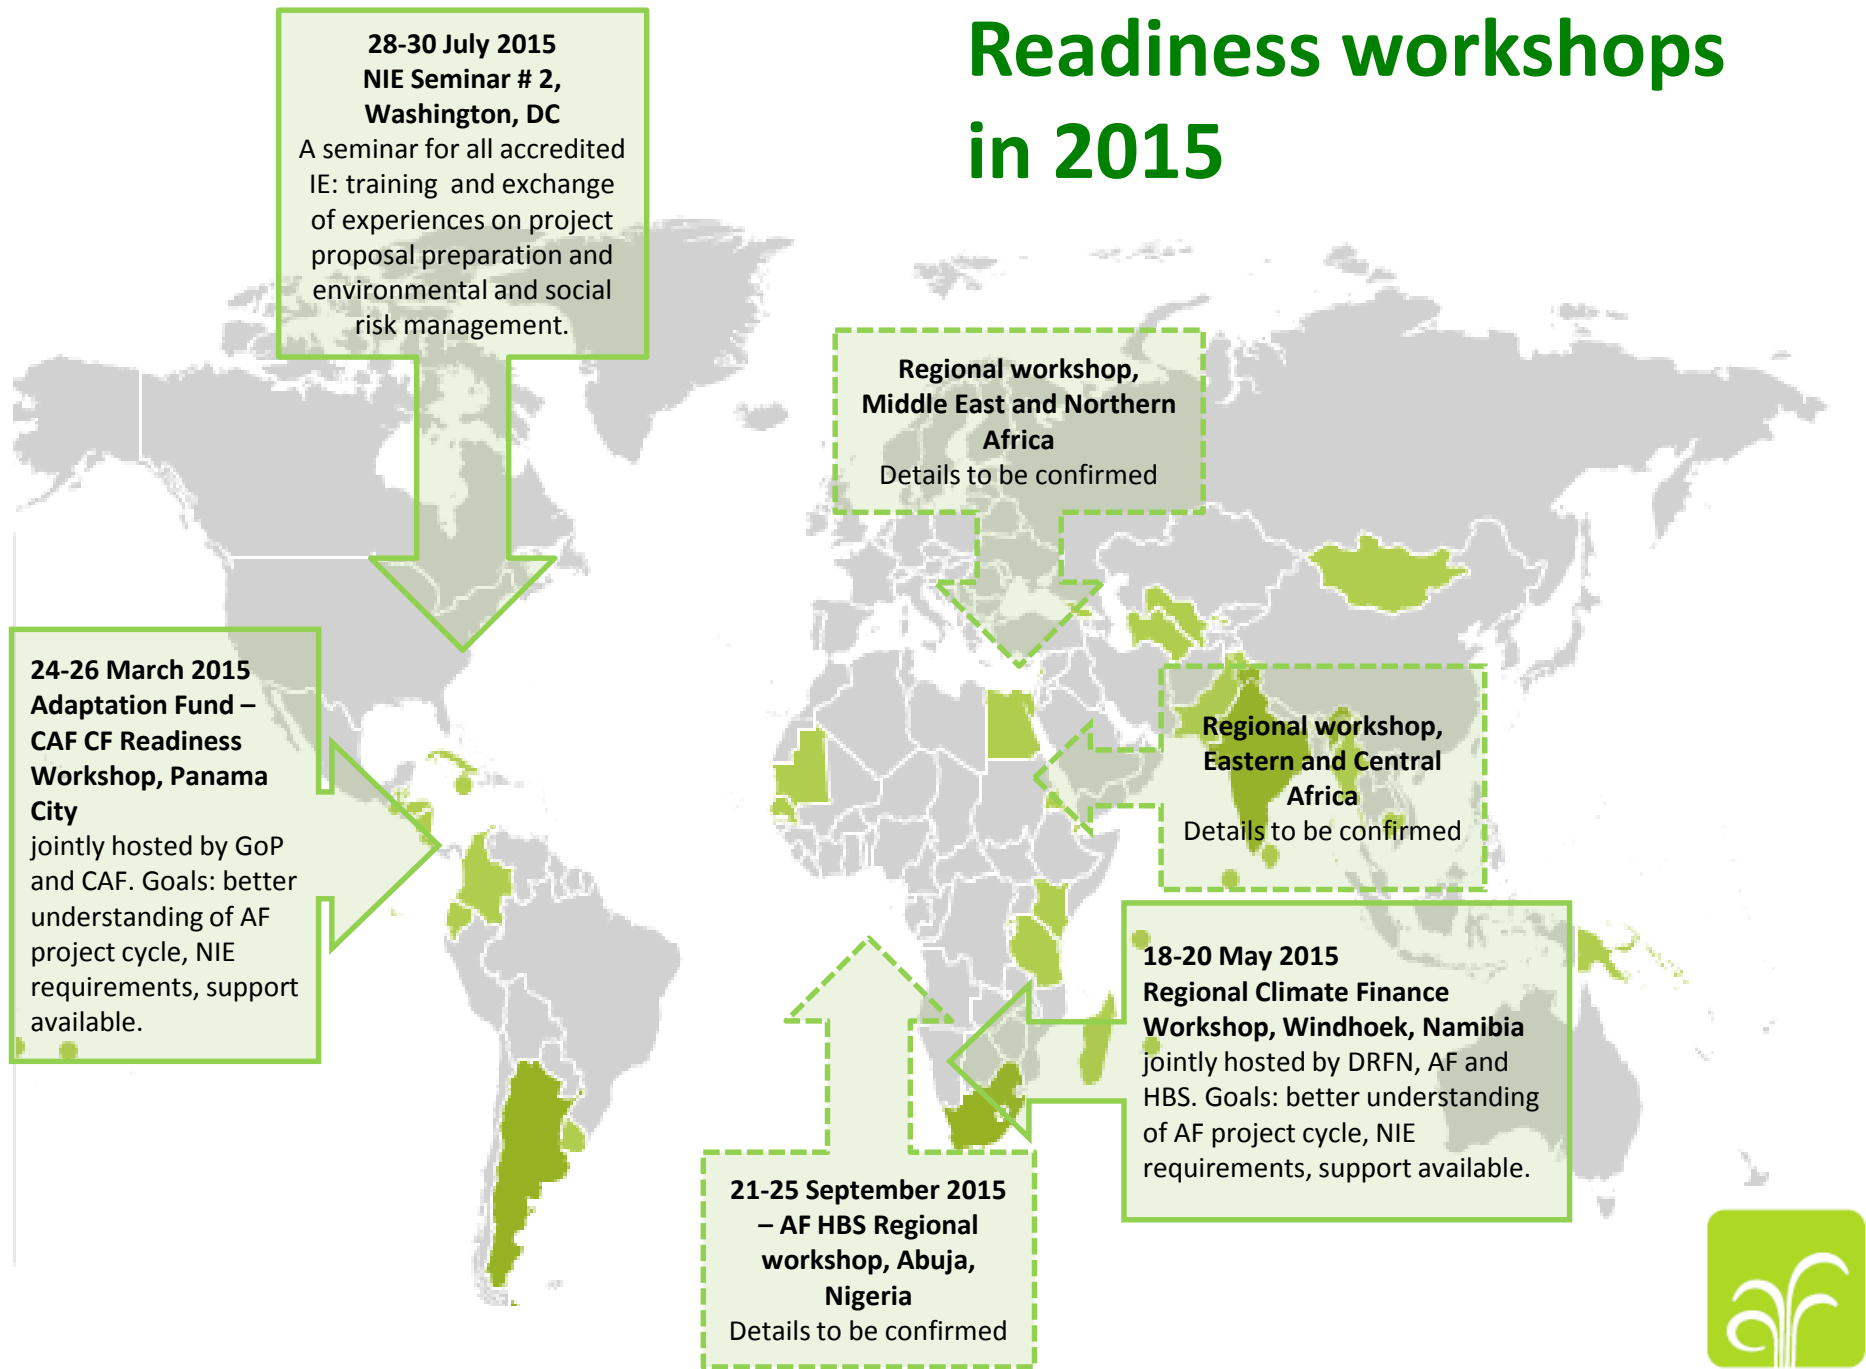 Readiness workshops
in 2015
28-30 July 2015
NIE Seminar # 2,
Washington, DC
A seminar for all accredited
IE: training and exchange
of experiences on project
proposal preparation and
environmental and social
risk management.
Regional workshop,
Middle East and Northern
Africa
Details to be confirmed
24-26 March 2015
Adaptation Fund –
CAF CF Readiness
Workshop, Panama
City
jointly hosted by GoP
and CAF. Goals: better
understanding of AF
project cycle, NIE
requirements, support
available.
Regional workshop,
Eastern and Central
Africa
Details to be confirmed
18-20 May 2015
Regional Climate Finance
Workshop, Windhoek, Namibia
jointly hosted by DRFN, AF and
HBS. Goals: better understanding
of AF project cycle, NIE
requirements, support available.
21-25 September 2015
– AF HBS Regional
workshop, Abuja,
Nigeria
Details to be confirmed
af